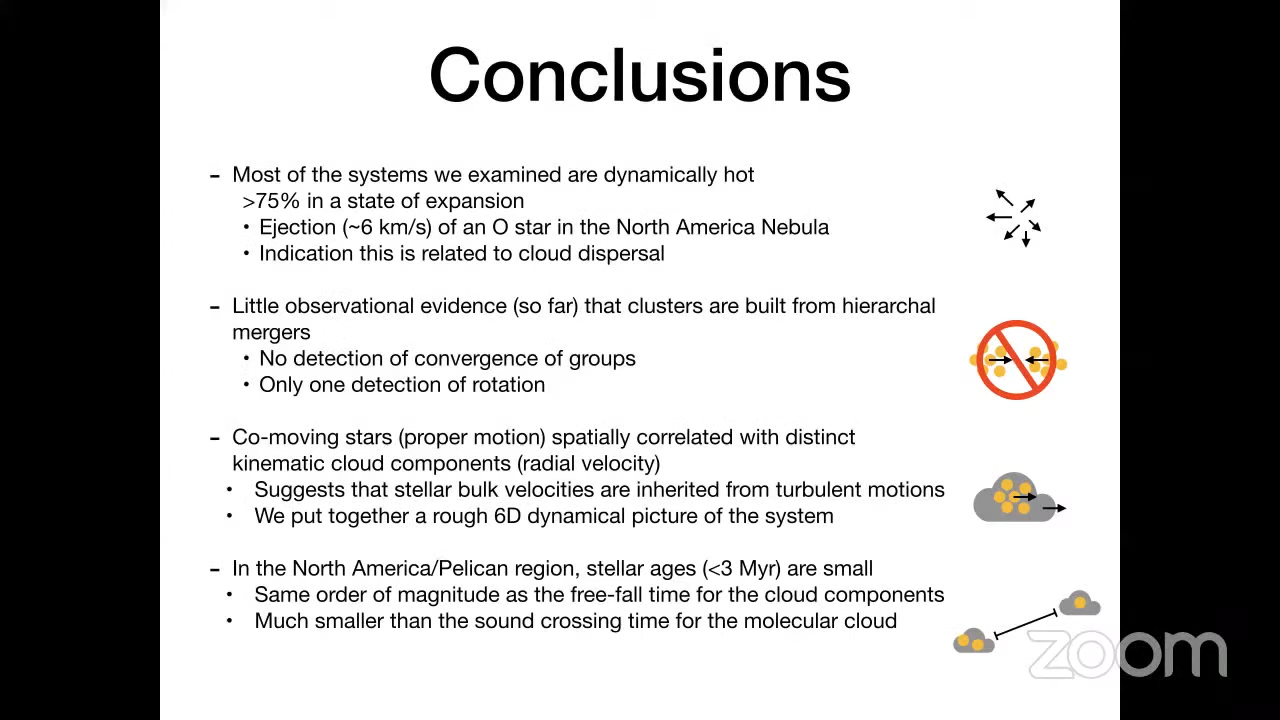 Conclusions
- Most of the systems we examined are dynamically hot
>75% in a state of expansion
• Ejection (~6 km/s) of an O star in the North America Nebula
• Indication this is related to cloud dispersal
- Little observational evidence (so far) that clusters are built from hierarchal
mergers
• No detection of convergence of groups
• Only one detection of rotation
- Co-moving stars (proper motion) spatially correlated with distinct
kinematic cloud components (radial velocity)
• Suggests that stellar bulk velocities are inherited from turbulent motions
• We put together a rough 6D dynamical picture of the system
- In the North America/Pelican region, stellar ages (<3 Myr) are small
• Same order of magnitude as the free-fall time for the cloud components
• Much smaller than the sound crossing time for the molecular cloud
zoom